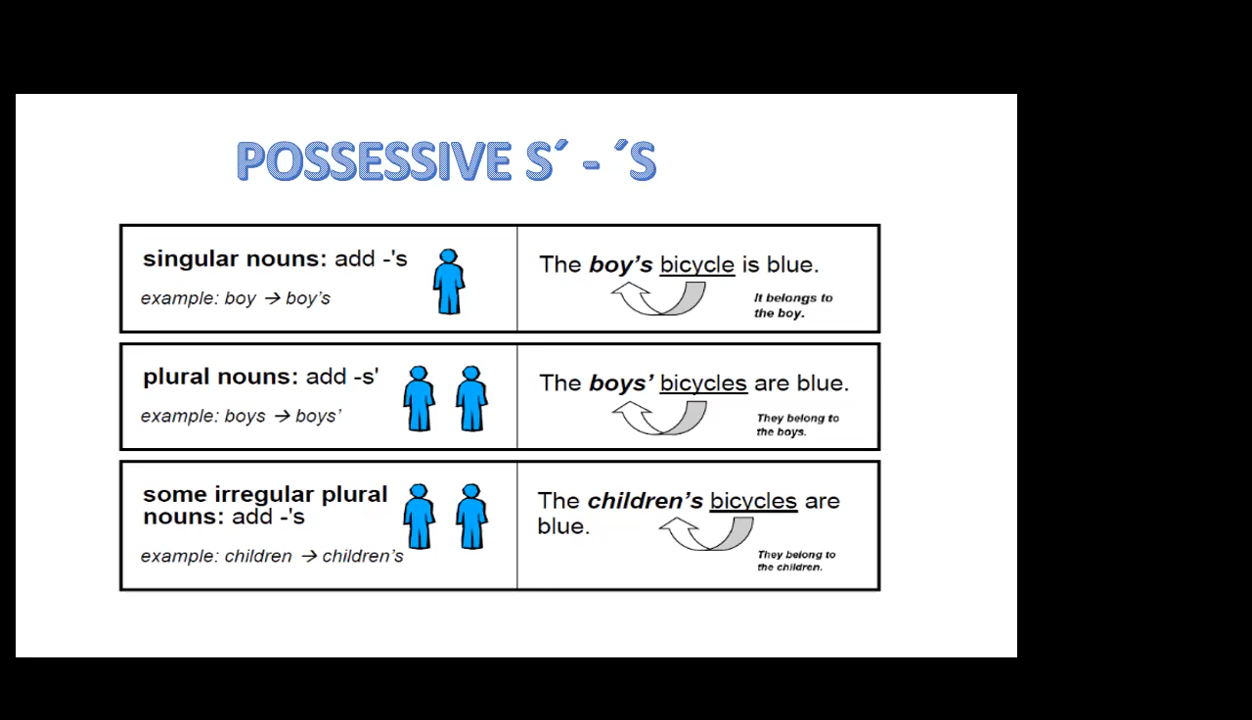 POSSESSIVE S´ - ´S
singular nouns: add -'s
example: boy → boy's
The boy's bicycle is blue.
It belongs to
the boy.
plural nouns: add -s'
example: boys → boys'
The boys' bicycles are blue.
They belong to
the boys.
some irregular plural
nouns: add -'s
example: children → children's
The children's bicycles are
blue.
They belong to
the children.